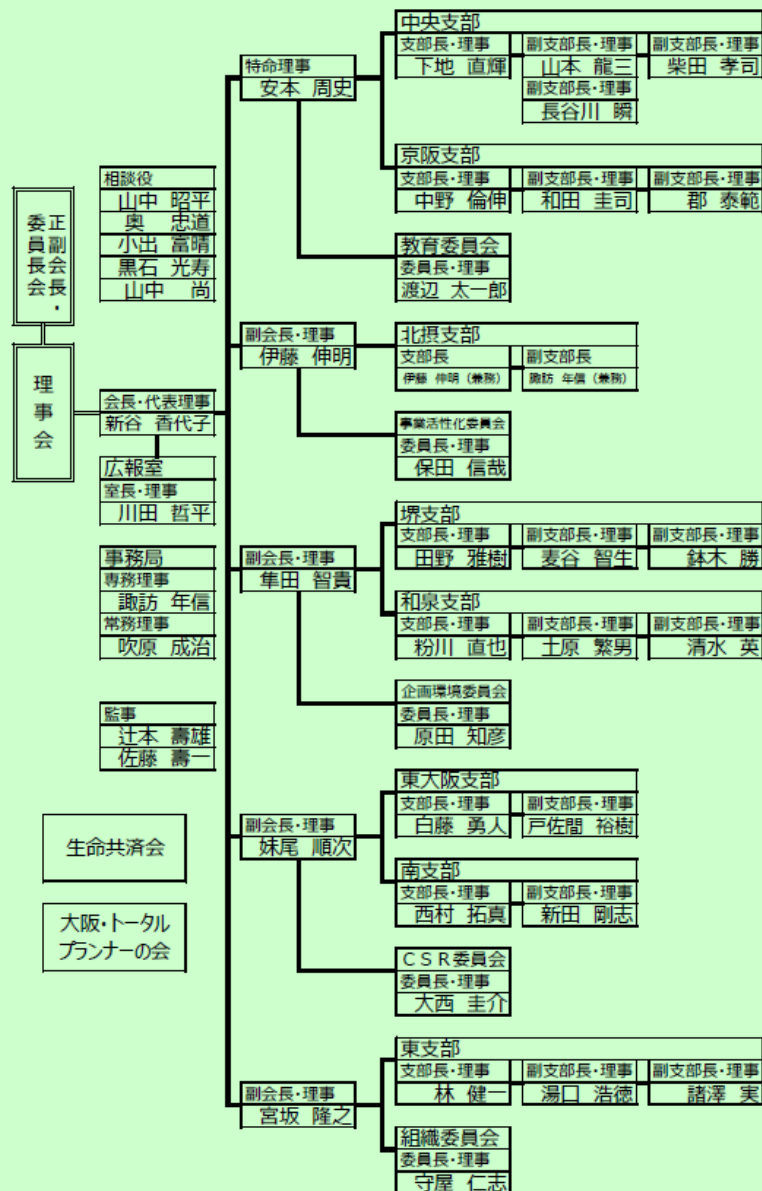 正副会長・
委員長会
理事会
相談役
山中 昭平
奥 忠道
小出 富晴
黒石 光寿
山中 尚
会長・代表理事
新谷 香代子
広報室
室長・理事
川田 哲平
事務局
専務理事
諏訪 年信
常務理事
吹原 成治
監事
辻本 壽雄
佐藤 壽一
生命共済会
大阪・トータル
プランナーの会
特命理事
安本 周史
中央支部
支部長・理事 副支部長・理事 副支部長・理事
下地 直輝 山本 龍三 柴田 孝司
副支部長・理事
長谷川 瞬
京阪支部
支部長・理事 副支部長・理事 副支部長・理事
中野 倫伸 和田 圭司 郡 泰範
教育委員会
委員長・理事
渡辺 太一郎
副会長・理事
伊藤 伸明
北摂支部
支部長 副支部長
伊藤 伸明（兼務） 諏訪 年信（兼務）
事業活性化委員会
委員長・理事
保田 信哉
副会長・理事
隼田 智貴
堺支部
支部長・理事 副支部長・理事 副支部長・理事
田野 雅樹 麦谷 智生 鉢木 勝
和泉支部
支部長・理事 副支部長・理事 副支部長・理事
粉川 直也 土原 繁男 清水 英
企画環境委員会
委員長・理事
原田 知彦
副会長・理事
妹尾 順次
東大阪支部
支部長・理事 副支部長・理事
白藤 勇人 戸佐間 裕樹
南支部
支部長・理事 副支部長・理事
西村 拓真 新田 剛志
ＣＳＲ委員会
委員長・理事
大西 圭介
副会長・理事
宮坂 隆之
東支部
支部長・理事 副支部長・理事 副支部長・理事
林 健一 湯口 浩徳 諸澤 実
組織委員会
委員長・理事
守屋 仁志